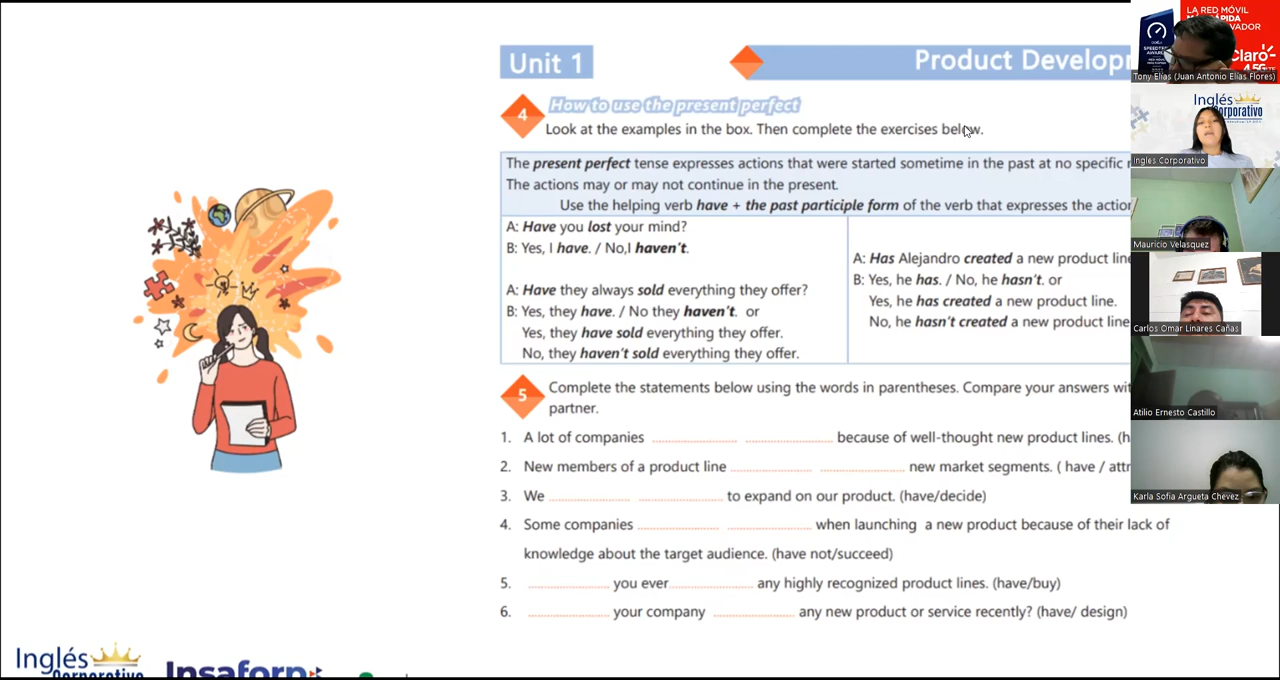 Unit 1
Product Develop
4
How to use the present perfect
Look at the examples in the box. Then complete the exercises below.
The present perfect tense expresses actions that were started sometime in the past at no specific
The actions may or may not continue in the present.
Use the helping verb have + the past participle form of the verb that expresses the action
A: Have you lost your mind?
B: Yes, I have. / No,I haven't.
A: Have they always sold everything they offer?
B: Yes, they have. / No they haven't. or
Yes, they have sold everything they offer.
No, they haven't sold everything they offer.
A: Has Alejandro created a new product line
B: Yes, he has. / No, he hasn't. or
Yes, he has created a new product line.
No, he hasn't created a new product line
5
Complete the statements below using the words in parentheses. Compare your answers
partner.
1. A lot of companies because of well-thought new product lines.
2. New members of a product line new market segments. ( have /
3. We to expand on our product. (have/decide)
4. Some companies when launching a new product because of their lack of
knowledge about the target audience. (have not/succeed)
5. you ever any highly recognized product lines. (have/buy)
6. your company any new product or service recently? (have/ design)
Inglés
Corporativo
Insaforp
LA RED MÓVIL
Claro
4.5G
Tony Elías (Juan Antonio Elías Flores)
Inglés
Corporativo
Ingles Corporativo
Mauricio Velasquez
Carlos Omar Linares Cañas
Atilio Ernesto Castillo
Karla Sofia Argueta Chevez